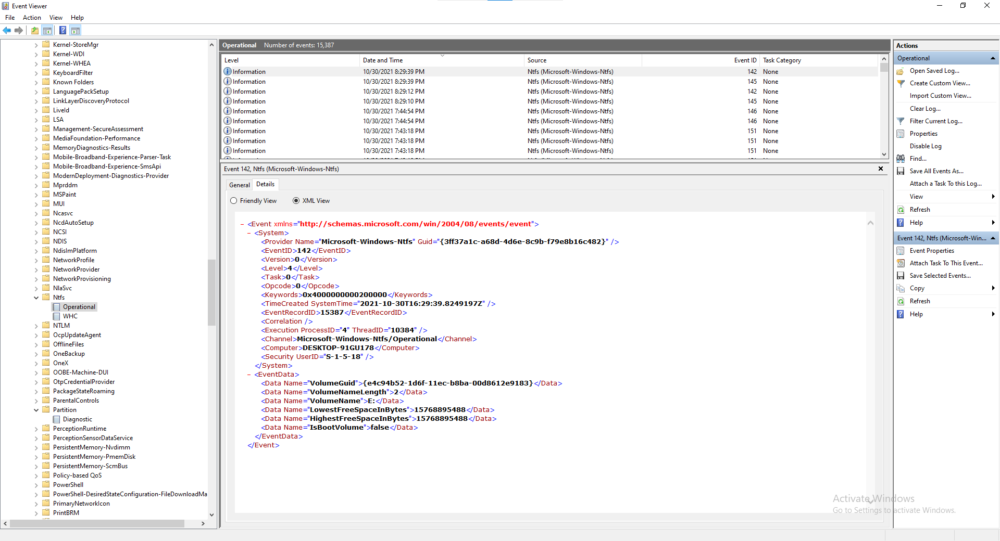 Event Viewer
File Action View Help
Kernel-StoreMgr
Kernel-WDI
Kernel-WHEA
KeyboardFilter
Known Folders
LanguagePackSetup
LinkLayerDiscoveryProtocol
LiveId
LSA
Management-SecureAssessment
MediaFoundation-Performance
MemoryDiagnostics-Results
Mobile-Broadband-Experience-Parser-Task
Mobile-Broadband-Experience-SmsApi
ModernDeployment-Diagnostics-Provider
Mprddm
MSPaint
MUI
Ncasvc
NcdAutoSetup
NCSI
NDIS
NdisImPlatform
NetworkProfile
NetworkProvider
NetworkProvisioning
NlaSvc
Ntfs
Operational
WHC
NTLM
OcpUpdateAgent
OfflineFiles
OneBackup
OneX
OOBE-Machine-DUI
OtpCredentialProvider
PackageStateRoaming
ParentalControls
Partition
Diagnostic
PerceptionRuntime
PerceptionSensorDataService
PersistentMemory-Nvdimm
PersistentMemory-PmemDisk
PersistentMemory-ScmBus
Policy-based QoS
PowerShell
PowerShell-DesiredStateConfiguration-FileDownloadMa
PrimaryNetworkIcon
PrintBRM
Operational Number of events: 15,387
Level Date and Time Source Event ID Task Category
Information 10/30/2021 8:29:39 PM Ntfs (Microsoft-Windows-Ntfs) 142 None
Information 10/30/2021 8:29:39 PM Ntfs (Microsoft-Windows-Ntfs) 145 None
Information 10/30/2021 8:29:12 PM Ntfs (Microsoft-Windows-Ntfs) 142 None
Information 10/30/2021 8:29:10 PM Ntfs (Microsoft-Windows-Ntfs) 145 None
Information 10/30/2021 7:44:54 PM Ntfs (Microsoft-Windows-Ntfs) 146 None
Information 10/30/2021 7:44:54 PM Ntfs (Microsoft-Windows-Ntfs) 146 None
Information 10/30/2021 7:43:18 PM Ntfs (Microsoft-Windows-Ntfs) 151 None
Information 10/30/2021 7:43:18 PM Ntfs (Microsoft-Windows-Ntfs) 151 None
Information 10/30/2021 7:43:18 PM Ntfs (Microsoft-Windows-Ntfs) 151 None
Event 142, Ntfs (Microsoft-Windows-Ntfs)
General Details
Friendly View XML View
- <Event xmlns="http://schemas.microsoft.com/win/2004/08/events/event">
- <System>
<Provider Name="Microsoft-Windows-Ntfs" Guid="{3ff37a1c-a68d-4d6e-8c9b-f79e8b16c482}" />
<EventID>142</EventID>
<Version>0</Version>
<Level>4</Level>
<Task>0</Task>
<Opcode>0</Opcode>
<Keywords>0x4000000000200000</Keywords>
<TimeCreated SystemTime="2021-10-30T16:29:39.8249197Z" />
<EventRecordID>15387</EventRecordID>
<Correlation />
<Execution ProcessID="4" ThreadID="10384" />
<Channel>Microsoft-Windows-Ntfs/Operational</Channel>
<Computer>DESKTOP-91GU178</Computer>
<Security UserID="S-1-5-18" />
</System>
- <EventData>
<Data Name="VolumeGuid">{e4c94b52-1d6f-11ec-b8ba-00d8612e9183}</Data>
<Data Name="VolumeNameLength">2</Data>
<Data Name="VolumeName">E:</Data>
<Data Name="LowestFreeSpaceInBytes">15768895488</Data>
<Data Name="HighestFreeSpaceInBytes">15768895488</Data>
<Data Name="IsBootVolume">false</Data>
</EventData>
</Event>
Actions
Operational
Open Saved Log...
Create Custom View...
Import Custom View...
Clear Log...
Filter Current Log...
Properties
Disable Log
Find...
Save All Events As...
Attach a Task To this Log...
View
Refresh
Help
Event 142, Ntfs (Microsoft-Win...
Event Properties
Attach Task To This Event...
Save Selected Events...
Copy
Refresh
Help
Activate Windows
Go to Settings to activate Windows.